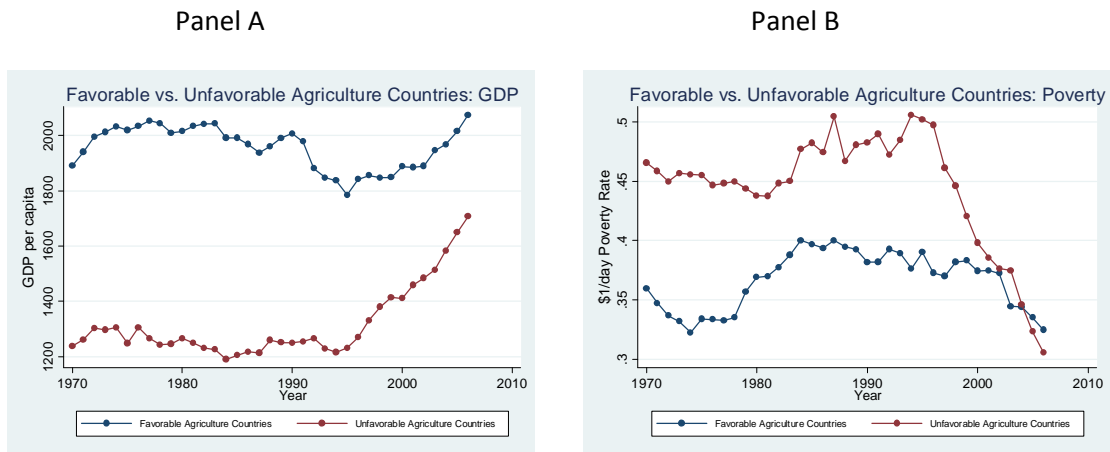 Panel A
Panel B
Favorable vs. Unfavorable Agriculture Countries: GDP
GDP per capita
2000
1800
1600
1400
1200
1970
1980
1990
2000
2010
Year
Favorable Agriculture Countries
Unfavorable Agriculture Countries
Favorable vs. Unfavorable Agriculture Countries: Poverty
$1/day Poverty Rate
.5
.45
.4
.35
.3
1970
1980
1990
2000
2010
Year
Favorable Agriculture Countries
Unfavorable Agriculture Countries